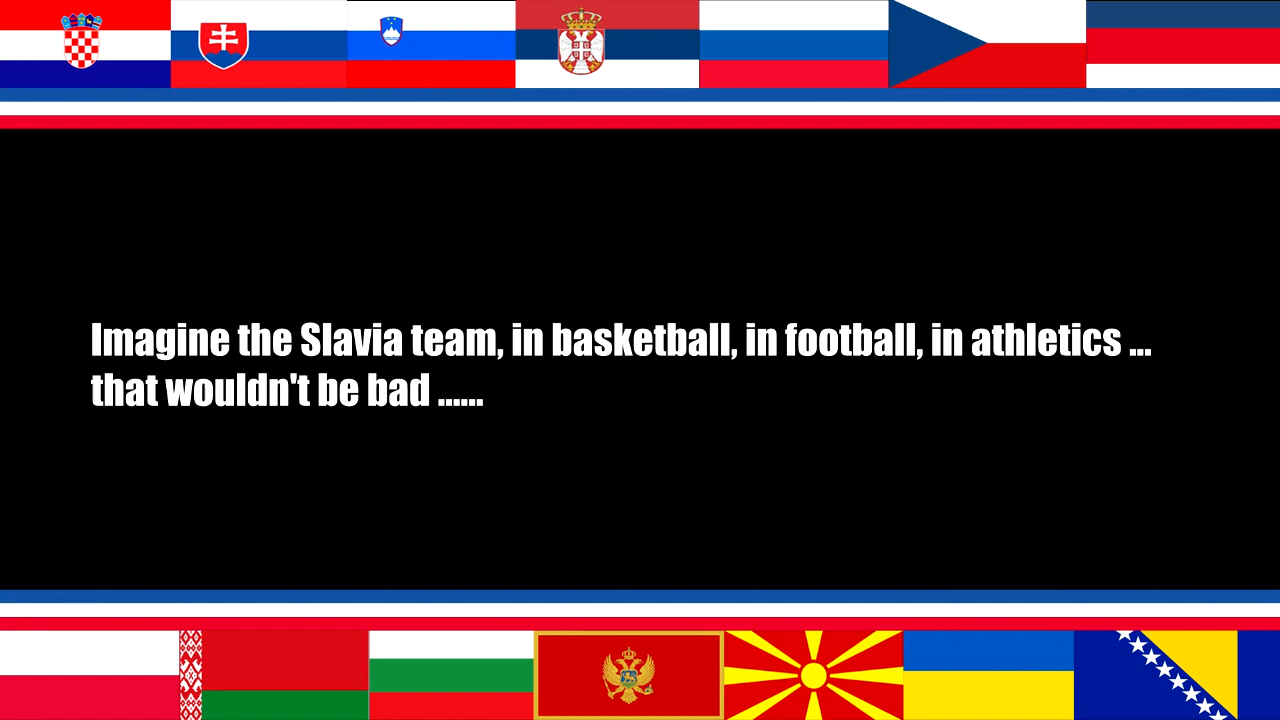 Imagine the Slavia team, in basketball, in football, in athletics ...
that wouldn't be bad ......